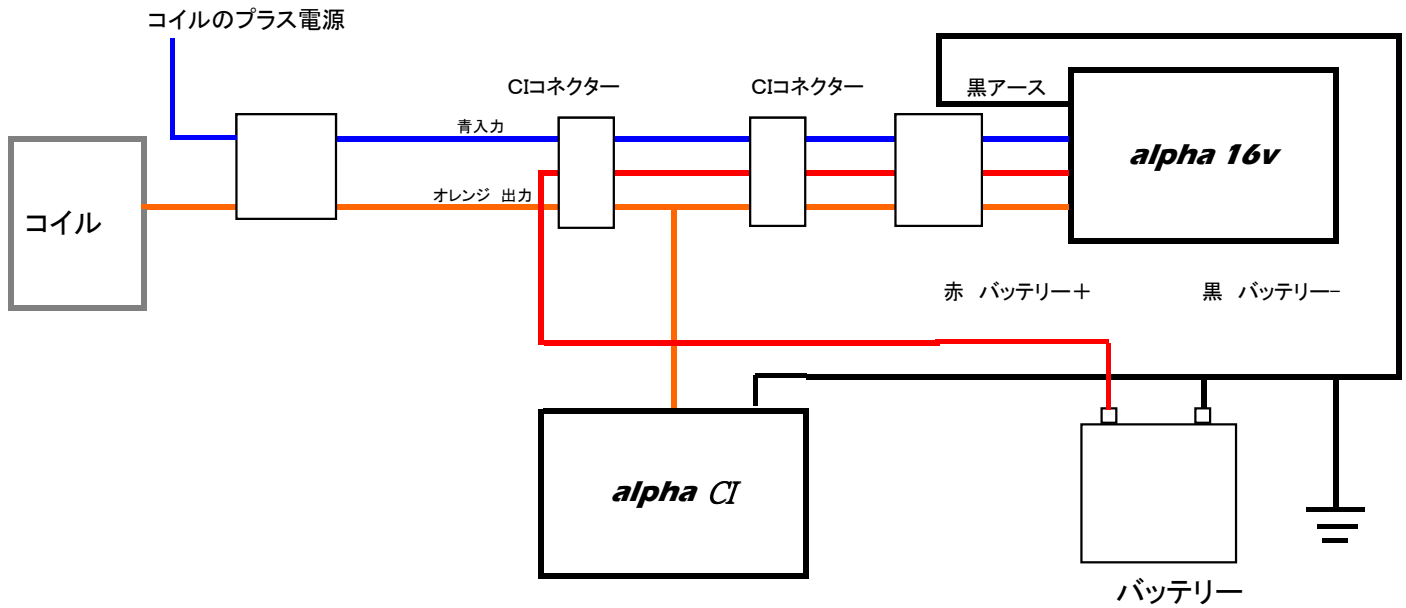 コイルのプラス電源
CIコネクター
CIコネクター
黒アース
青入力
alpha 16v
オレンジ 出力
コイル
赤 バッテリー＋
黒 バッテリー−
alpha CI
バッテリー